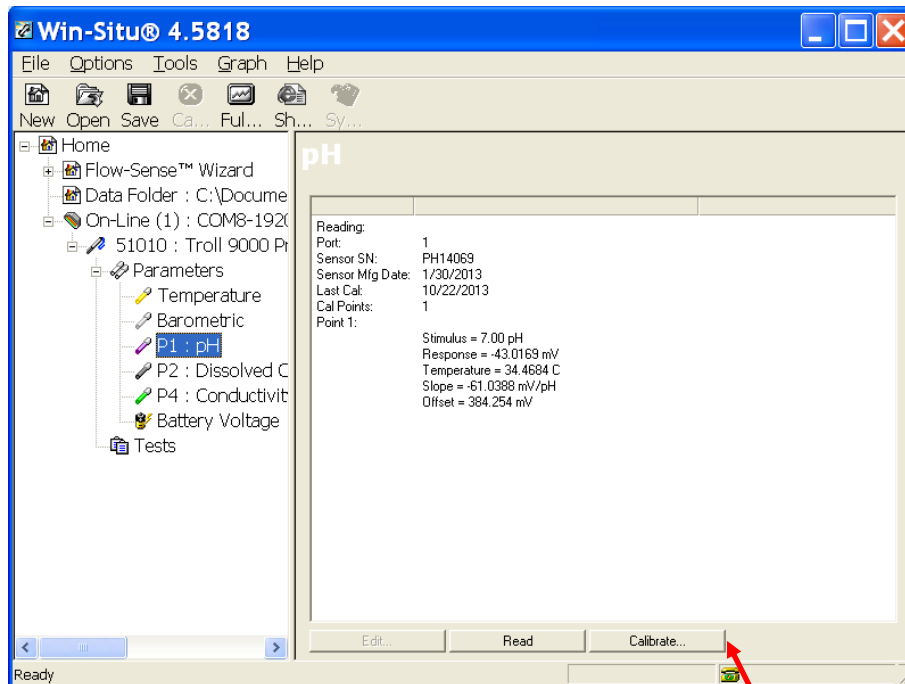 Win-Situ® 4.5818
File Options Tools Graph Help
New Open Save Ca... Ful... Sh... Sy...
Home
Flow-Sense™ Wizard
Data Folder : C:\Docume
On-Line (1) : COM8-1920
51010 : Troll 9000 Pr
Parameters
Temperature
Barometric
P1 : pH
P2 : Dissolved C
P4 : Conductivit
Battery Voltage
Tests
pH
Reading:
Port: 1
Sensor SN: PH14069
Sensor Mfg Date: 1/30/2013
Last Cal: 10/22/2013
Cal Points: 1
Point 1:
Stimulus = 7.00 pH
Response = -43.0169 mV
Temperature = 34.4684 C
Slope = -61.0388 mV/pH
Offset = 384.254 mV
Edit... Read Calibrate...
Ready